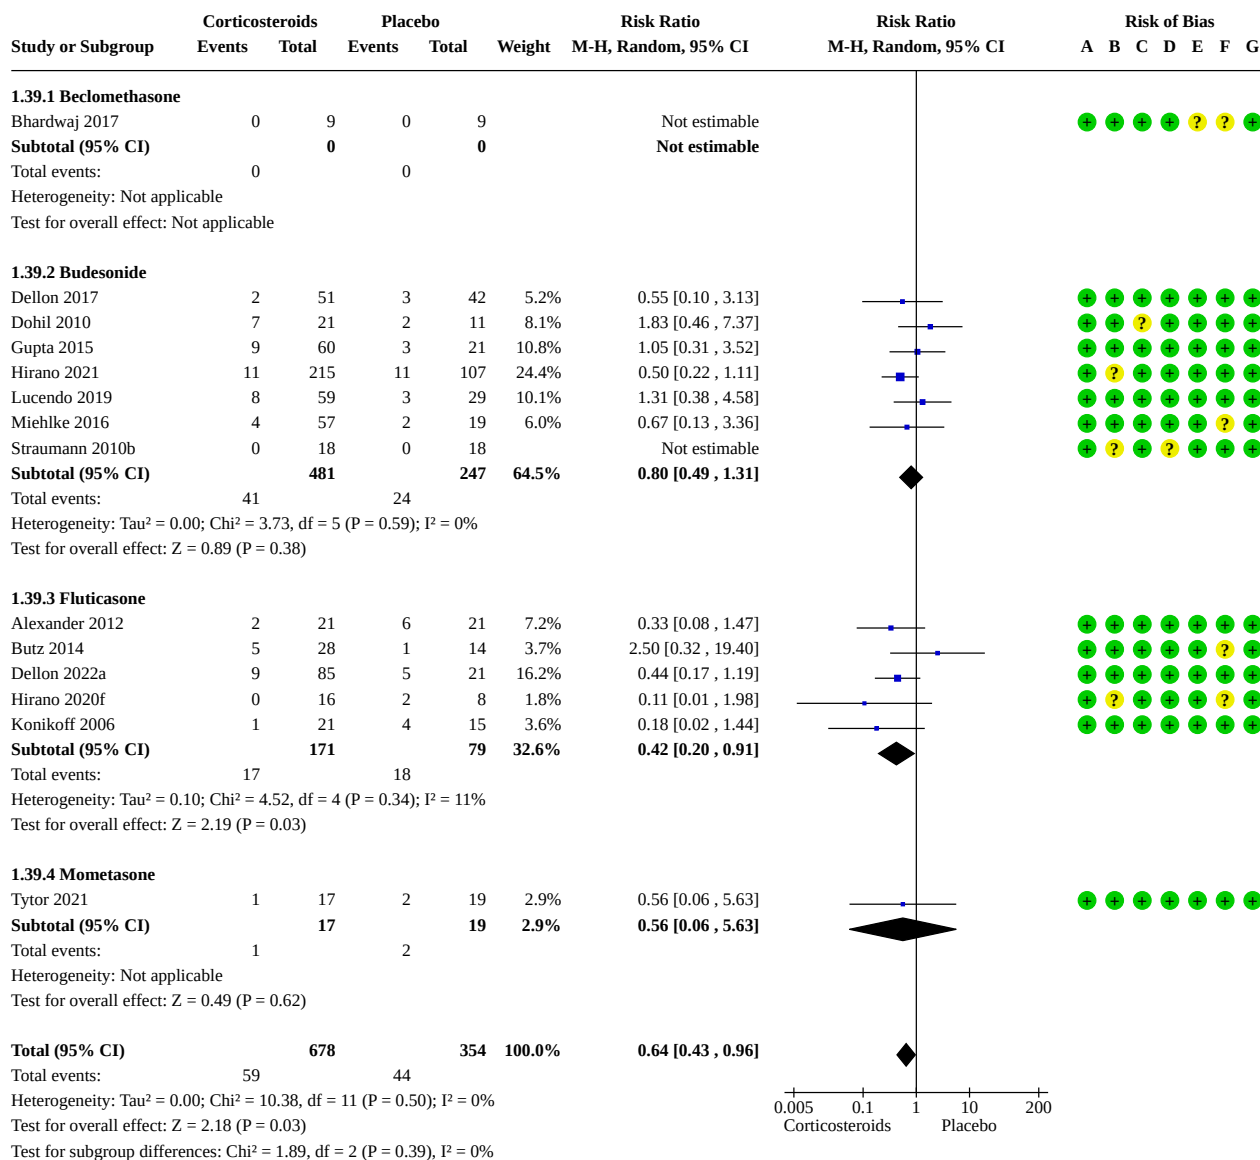 Corticosteroids Placebo Risk Ratio Risk Ratio Risk of Bias
Study or Subgroup Events Total Events Total Weight M-H, Random, 95% CI M-H, Random, 95% CI A B C D E F G
1.39.1 Beclomethasone
Bhardwaj 2017 0 9 0 9 Not estimable + + + + ? ? +
Subtotal (95% CI) 0 0 Not estimable
Total events: 0 0
Heterogeneity: Not applicable
Test for overall effect: Not applicable
1.39.2 Budesonide
Dellon 2017 2 51 3 42 5.2% 0.55 [0.10 , 3.13] + + + + + + +
Dohil 2010 7 21 2 11 8.1% 1.83 [0.46 , 7.37] + + ? + + + +
Gupta 2015 9 60 3 21 10.8% 1.05 [0.31 , 3.52] + + + + + + +
Hirano 2021 11 215 11 107 24.4% 0.50 [0.22 , 1.11] + ? + + + + +
Lucendo 2019 8 59 3 29 10.1% 1.31 [0.38 , 4.58] + + + + + + +
Miehlke 2016 4 57 2 19 6.0% 0.67 [0.13 , 3.36] + + + + + ? +
Straumann 2010b 0 18 0 18 Not estimable + ? + ? + + +
Subtotal (95% CI) 481 247 64.5% 0.80 [0.49 , 1.31]
Total events: 41 24
Heterogeneity: Tau² = 0.00; Chi² = 3.73, df = 5 (P = 0.59); I² = 0%
Test for overall effect: Z = 0.89 (P = 0.38)
1.39.3 Fluticasone
Alexander 2012 2 21 6 21 7.2% 0.33 [0.08 , 1.47] + + + + + + +
Butz 2014 5 28 1 14 3.7% 2.50 [0.32 , 19.40] + + + + + ? +
Dellon 2022a 9 85 5 21 16.2% 0.44 [0.17 , 1.19] + + + + + + +
Hirano 2020f 0 16 2 8 1.8% 0.11 [0.01 , 1.98] + ? + + + ? +
Konikoff 2006 1 21 4 15 3.6% 0.18 [0.02 , 1.44] + + + + + + +
Subtotal (95% CI) 171 79 32.6% 0.42 [0.20 , 0.91]
Total events: 17 18
Heterogeneity: Tau² = 0.10; Chi² = 4.52, df = 4 (P = 0.34); I² = 11%
Test for overall effect: Z = 2.19 (P = 0.03)
1.39.4 Mometasone
Tytor 2021 1 17 2 19 2.9% 0.56 [0.06 , 5.63] + + + + + + +
Subtotal (95% CI) 17 19 2.9% 0.56 [0.06 , 5.63]
Total events: 1 2
Heterogeneity: Not applicable
Test for overall effect: Z = 0.49 (P = 0.62)
Total (95% CI) 678 354 100.0% 0.64 [0.43 , 0.96]
Total events: 59 44
Heterogeneity: Tau² = 0.00; Chi² = 10.38, df = 11 (P = 0.50); I² = 0%
0.005 0.1 1 10 200
Test for overall effect: Z = 2.18 (P = 0.03) Corticosteroids Placebo
Test for subgroup differences: Chi² = 1.89, df = 2 (P = 0.39), I² = 0%